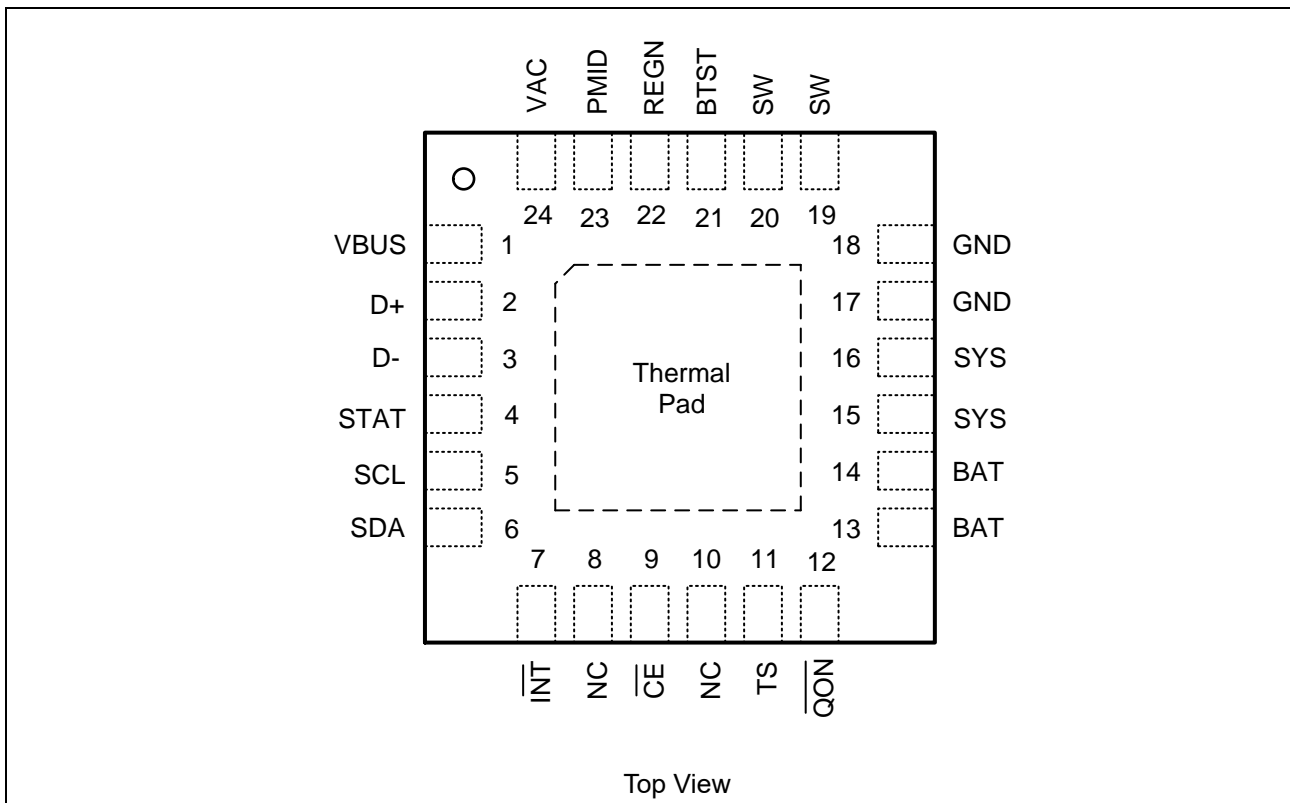 VAC
PMID
REGN
BTST
SW
SW
24 23 22 21 20 19
VBUS 1
D+ 2
D- 3
STAT 4
SCL 5
SDA 6
18 GND
17 GND
16 SYS
15 SYS
14 BAT
13 BAT
Thermal
Pad
7 8 9 10 11 12
INT
NC
CE
NC
TS
QON
Top View